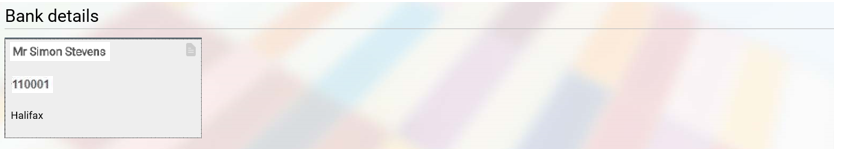 Bank details
Mr Simon Stevens
110001
Halifax